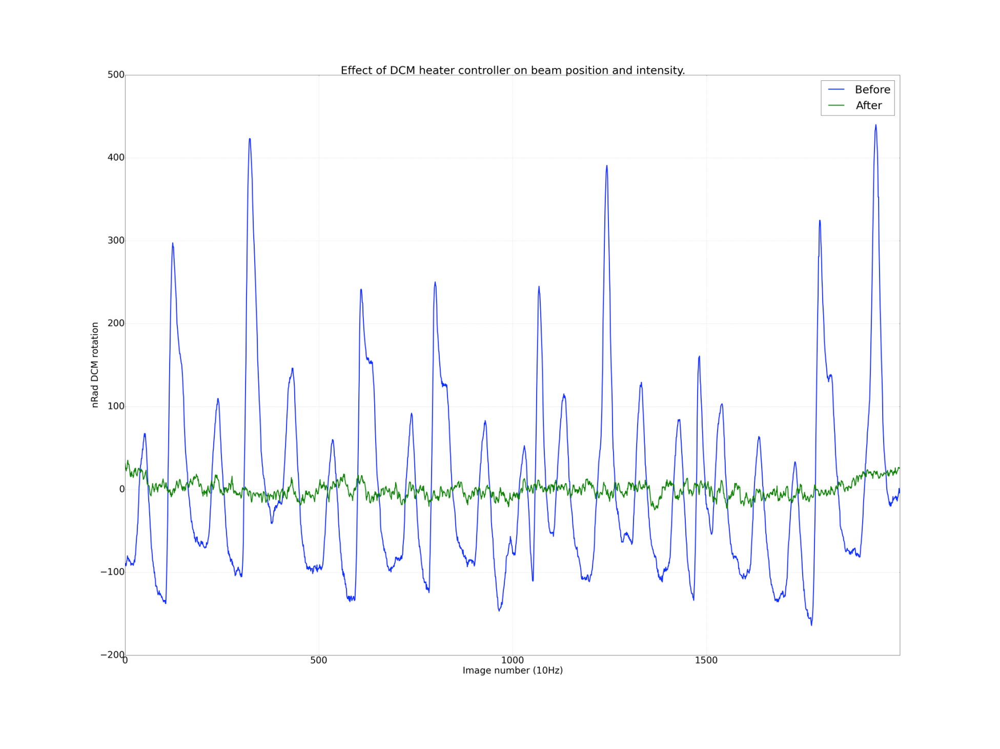 Effect of DCM heater controller on beam position and intensity.
500
Before
After
400
300
200
100
0
−100
−200
nRad DCM rotation
0 500 1000 1500
Image number (10Hz)